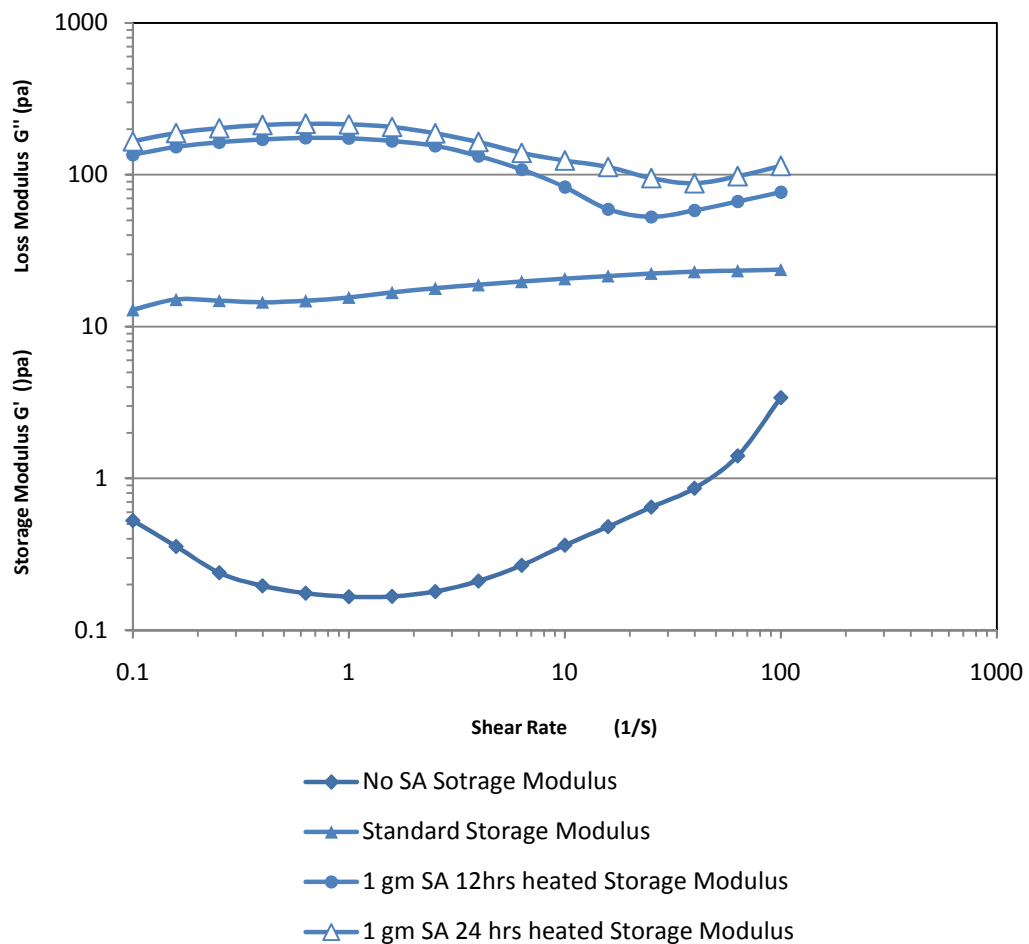 1000
100
10
1
0.1
Loss Modulus G'' (pa)
Storage Modulus G' ()pa)
0.1 1 10 100 1000
Shear Rate (1/S)
No SA Sotrage Modulus
Standard Storage Modulus
1 gm SA 12hrs heated Storage Modulus
1 gm SA 24 hrs heated Storage Modulus